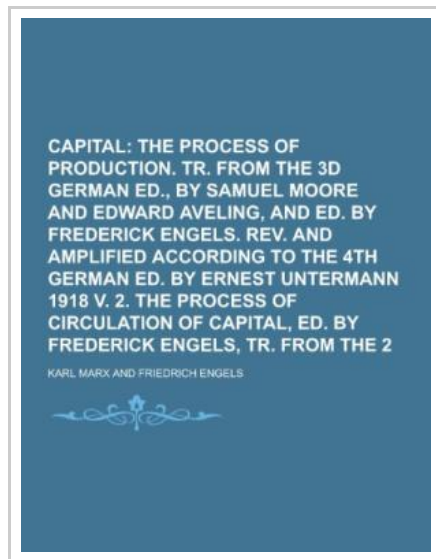 CAPITAL: THE PROCESS OF
PRODUCTION. TR. FROM THE 3D
GERMAN ED., BY SAMUEL MOORE
AND EDWARD AVELING, AND ED. BY
FREDERICK ENGELS. REV. AND
AMPLIFIED ACCORDING TO THE 4TH
GERMAN ED. BY ERNEST UNTERMANN
1918 V. 2. THE PROCESS OF
CIRCULATION OF CAPITAL, ED. BY
FREDERICK ENGELS, TR. FROM THE 2
KARL MARX AND FRIEDRICH ENGELS